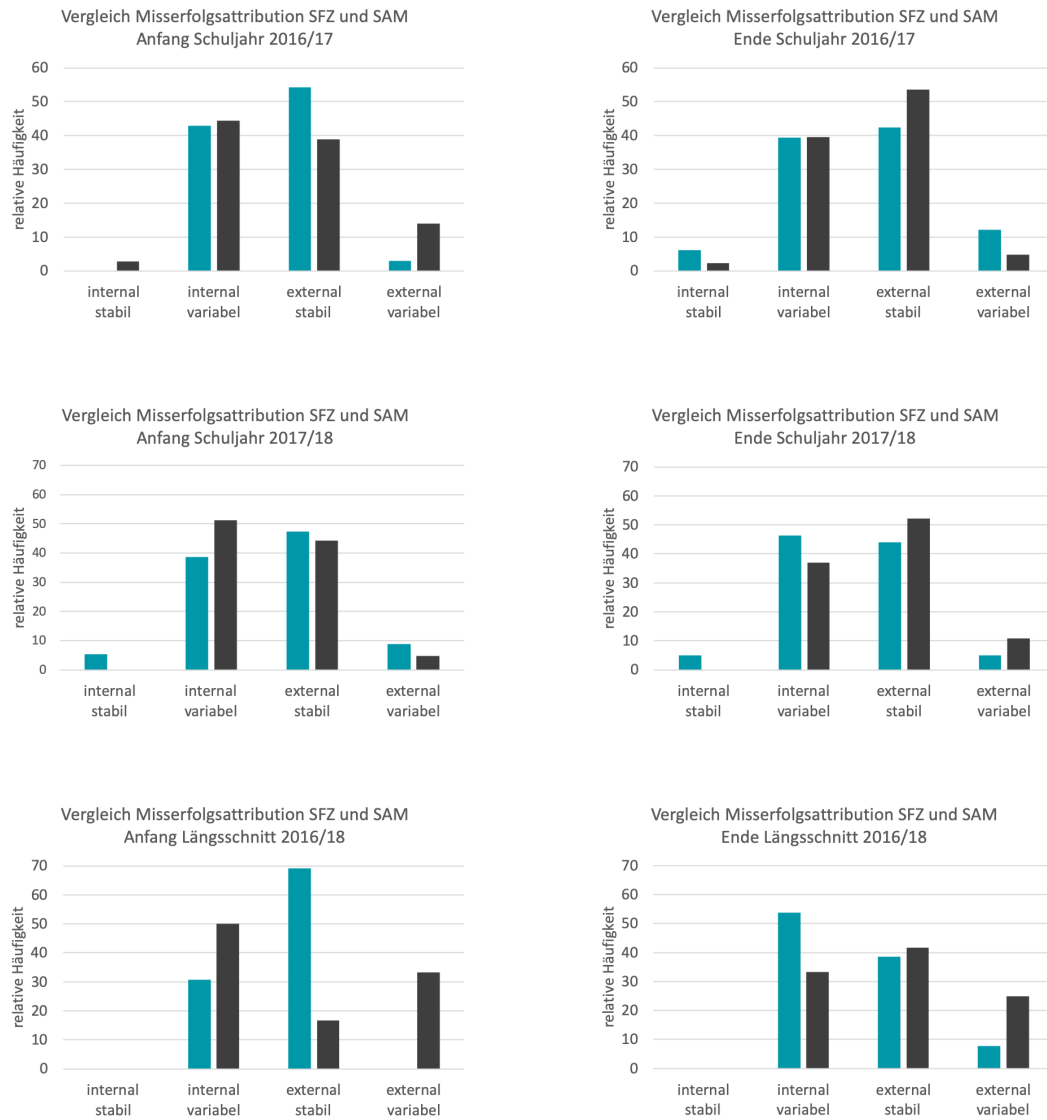 Vergleich Misserfolgsattribution SFZ und SAM
Anfang Schuljahr 2016/17
relative Häufigkeit
60
50
40
30
20
10
0
internal internal external external
stabil variabel stabil variabel
Vergleich Misserfolgsattribution SFZ und SAM
Ende Schuljahr 2016/17
relative Häufigkeit
60
50
40
30
20
10
0
internal internal external external
stabil variabel stabil variabel
Vergleich Misserfolgsattribution SFZ und SAM
Anfang Schuljahr 2017/18
relative Häufigkeit
70
60
50
40
30
20
10
0
internal internal external external
stabil variabel stabil variabel
Vergleich Misserfolgsattribution SFZ und SAM
Ende Schuljahr 2017/18
relative Häufigkeit
70
60
50
40
30
20
10
0
internal internal external external
stabil variabel stabil variabel
Vergleich Misserfolgsattribution SFZ und SAM
Anfang Längsschnitt 2016/18
relative Häufigkeit
70
60
50
40
30
20
10
0
internal internal external external
stabil variabel stabil variabel
Vergleich Misserfolgsattribution SFZ und SAM
Ende Längsschnitt 2016/18
relative Häufigkeit
70
60
50
40
30
20
10
0
internal internal external external
stabil variabel stabil variabel